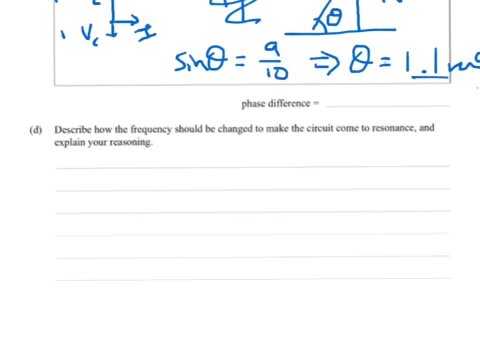 V_c I
θ
sinθ = 9/10 ⇒ θ = 1.1
phase difference =
(d) Describe how the frequency should be changed to make the circuit come to resonance, and
explain your reasoning.